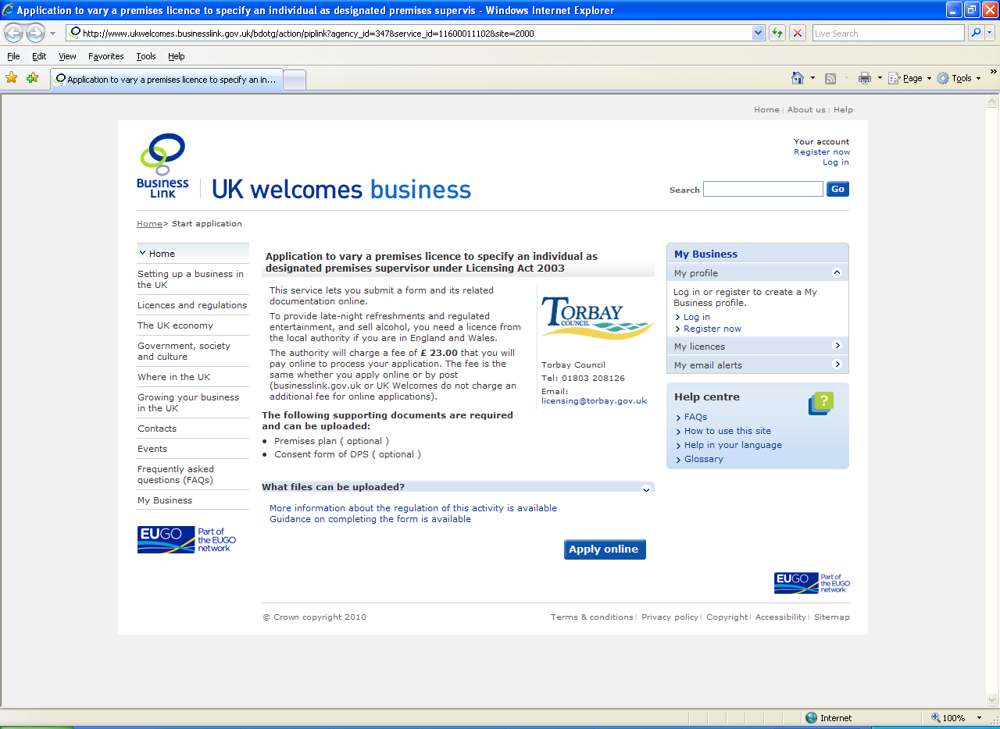 Application to vary a premises licence to specify an individual as designated premises supervis - Windows Internet Explorer
http://www.ukwelcomes.businesslink.gov.uk/bdotg/action/piplink?agency_id=347&service_id=11600011102&site=2000
Live Search
File Edit View Favorites Tools Help
Application to vary a premises licence to specify an in...
Page Tools
Home | About us | Help
Your account
Register now
Log in
BUSINESS
LINK
UK welcomes business
Search Go
Home> Start application
Home
Setting up a business in
the UK
Licences and regulations
The UK economy
Government, society
and culture
Where in the UK
Growing your business
in the UK
Contacts
Events
Frequently asked
questions (FAQs)
My Business
EUGO Part of
the EUGO
network
Application to vary a premises licence to specify an individual as
designated premises supervisor under Licensing Act 2003
This service lets you submit a form and its related
documentation online.
To provide late-night refreshments and regulated
entertainment, and sell alcohol, you need a licence from
the local authority if you are in England and Wales.
The authority will charge a fee of £ 23.00 that you will
pay online to process your application. The fee is the
same whether you apply online or by post
(businesslink.gov.uk or UK Welcomes do not charge an
additional fee for online applications).
The following supporting documents are required
and can be uploaded:
● Premises plan ( optional )
● Consent form of DPS ( optional )
TORBAY
COUNCIL
Torbay Council
Tel: 01803 208126
Email:
licensing@torbay.gov.uk
What files can be uploaded?
More information about the regulation of this activity is available
Guidance on completing the form is available
Apply online
My Business
My profile
Log in or register to create a My
Business profile.
Log in
Register now
My licences
My email alerts
Help centre
?
FAQs
How to use this site
Help in your language
Glossary
EUGO Part of
the EUGO
network
© Crown copyright 2010
Terms & conditions | Privacy policy | Copyright | Accessibility | Sitemap
Internet
100%